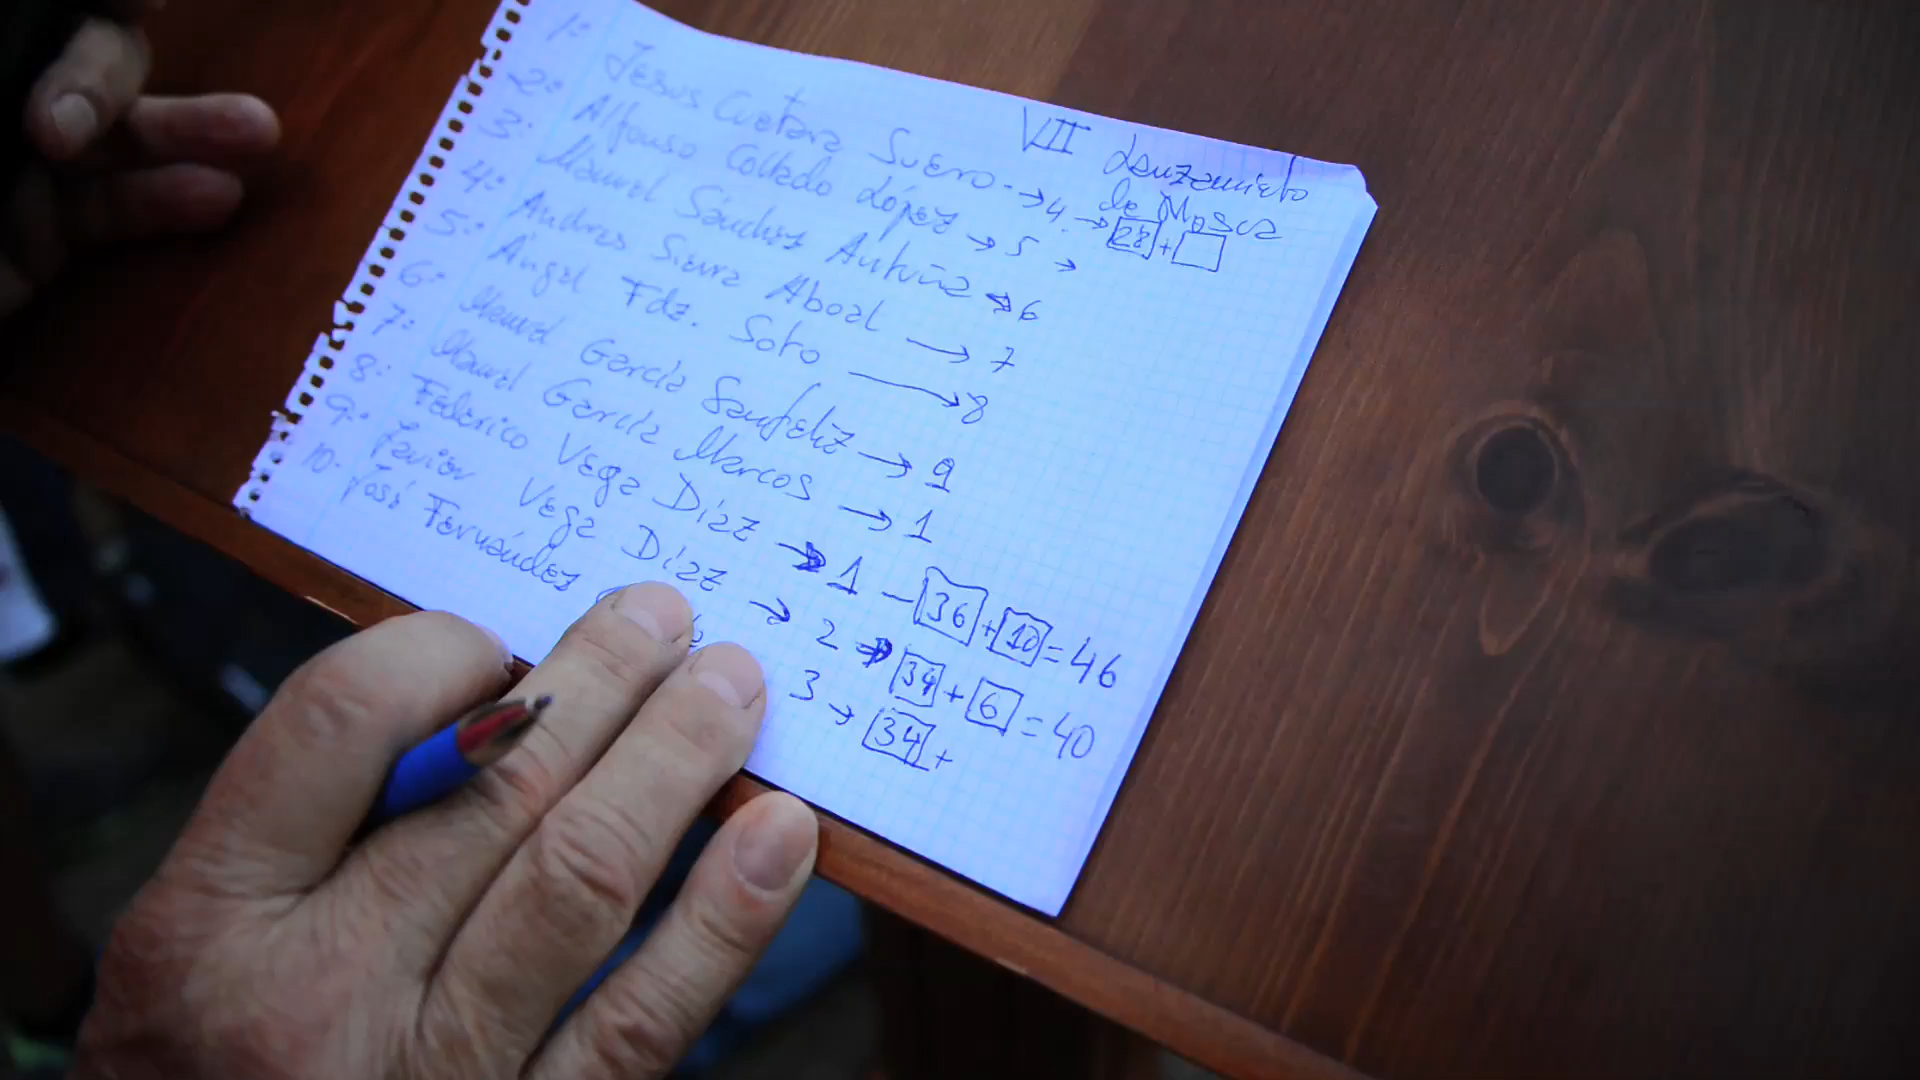 VIII Lanzamiento
de Mosca
1º Jesus Cuetara Suero. → 4. → 28 +
2º Alfonso Collado López → 5 →
3º Manuel Sánchez Antuña → 6
4º Andres Sierra Aboal → 7
5º Angel Fdz. Soto → 8
6º Manuel García Sanfeliz → 9
7º Manuel García Marcos → 1
8º Federico Vega Díaz → 1 - 36 + 10 = 46
9º Javier Vega Díaz → 2 → 34 + 6 = 40
10º José Fernández 3 → 34 +